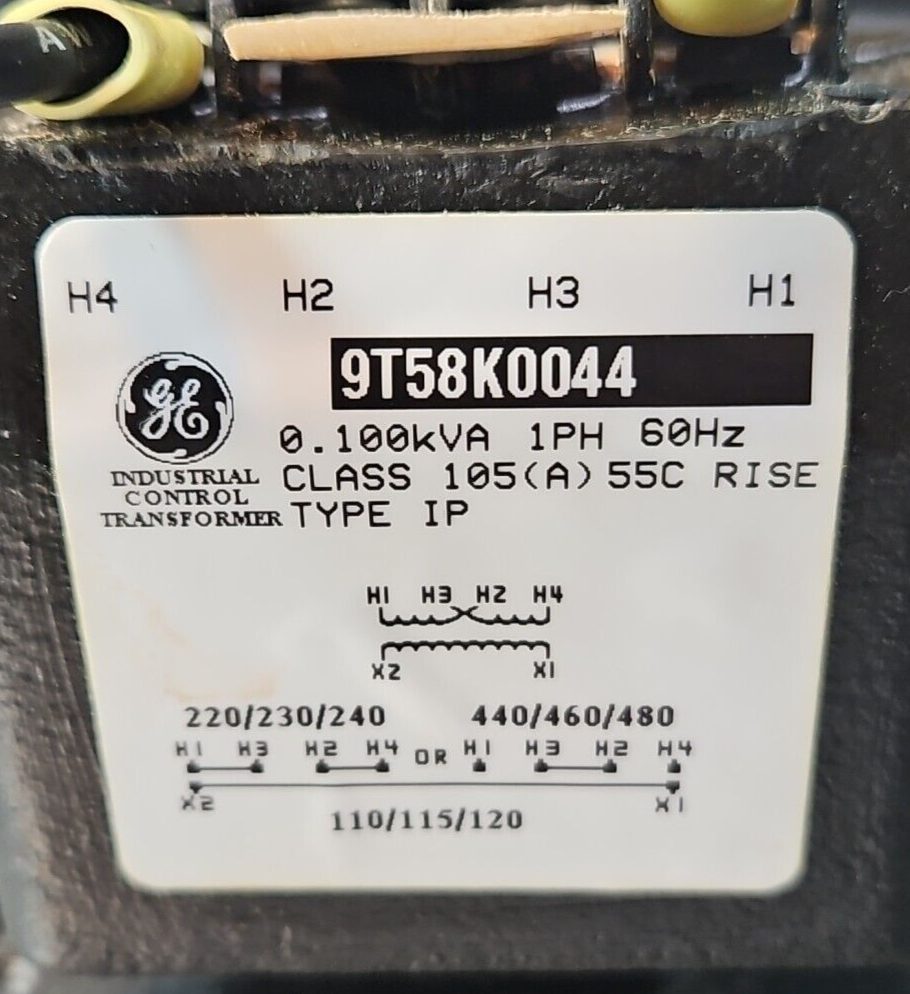 AW
H4 H2 H3 H1
9T58K0044
GE
0.100kVA 1PH 60Hz
INDUSTRIAL CONTROL TRANSFORMER
CLASS 105(A) 55C RISE
TYPE IP
H1 H3 H2 H4
X2 X1
220/230/240 440/460/480
H1 H3 H2 H4 OR H1 H3 H2 H4
X2 X1
110/115/120